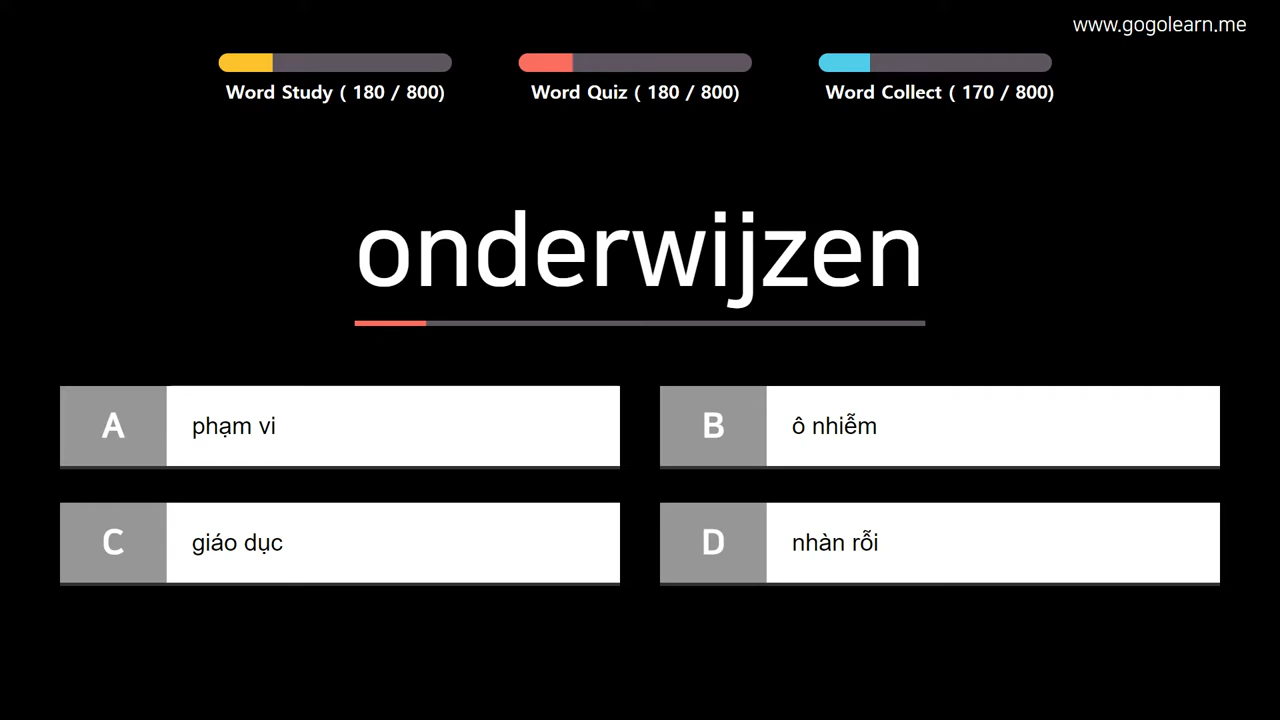 www.gogolearn.me
Word Study ( 180 / 800)
Word Quiz ( 180 / 800)
Word Collect ( 170 / 800)
onderwijzen
A phạm vi
B ô nhiễm
C giáo dục
D nhàn rỗi